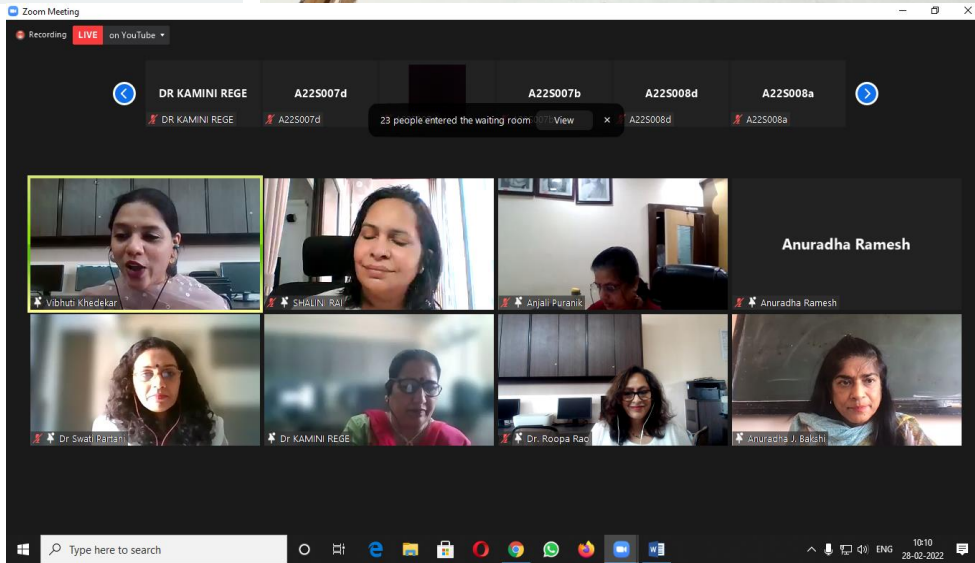 Zoom Meeting
Recording LIVE on YouTube
DR KAMINI REGE A22S007d A22S007b A22S008d A22S008a
DR KAMINI REGE A22S007d A22S008d A22S008a
23 people entered the waiting room View
Vibhuti Khedekar
SHALINI RAI
Anjali Puranik
Anuradha Ramesh
Anuradha Ramesh
Dr Swati Partani
Dr KAMINI REGE
Dr. Roopa Rao
Anuradha J. Bakshi
Type here to search
ENG
10:10
28-02-2022